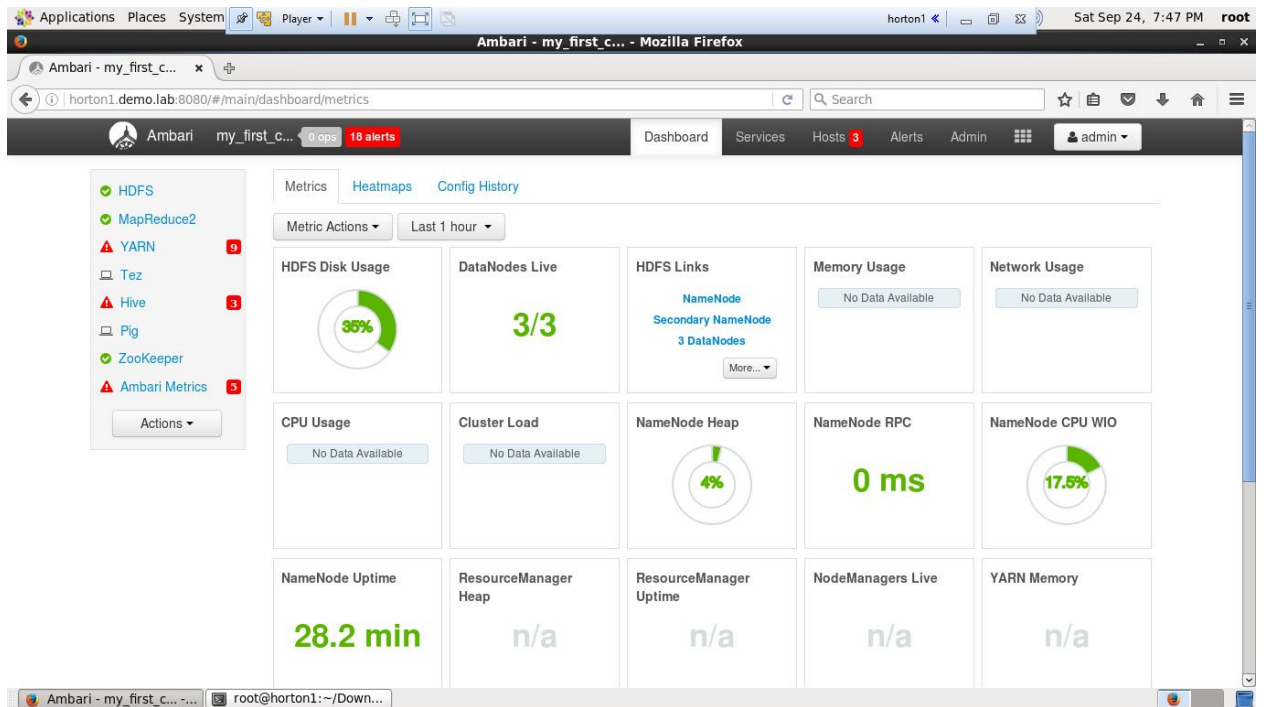 Applications Places System Player horton1 Sat Sep 24, 7:47 PM root
Ambari - my_first_c... - Mozilla Firefox
Ambari - my_first_c...
horton1.demo.lab:8080/#/main/dashboard/metrics Search
Ambari my_first_c... 0 ops 18 alerts Dashboard Services Hosts 3 Alerts Admin admin
HDFS
MapReduce2
YARN 9
Tez
Hive 3
Pig
ZooKeeper
Ambari Metrics 5
Actions
Metrics Heatmaps Config History
Metric Actions Last 1 hour
HDFS Disk Usage
35%
DataNodes Live
3/3
HDFS Links
NameNode
Secondary NameNode
3 DataNodes
More...
Memory Usage
No Data Available
Network Usage
No Data Available
CPU Usage
No Data Available
Cluster Load
No Data Available
NameNode Heap
4%
NameNode RPC
0 ms
NameNode CPU WIO
17.5%
NameNode Uptime
28.2 min
ResourceManager
Heap
n/a
ResourceManager
Uptime
n/a
NodeManagers Live
n/a
YARN Memory
n/a
Ambari - my_first_c... -... root@horton1:~/Down...